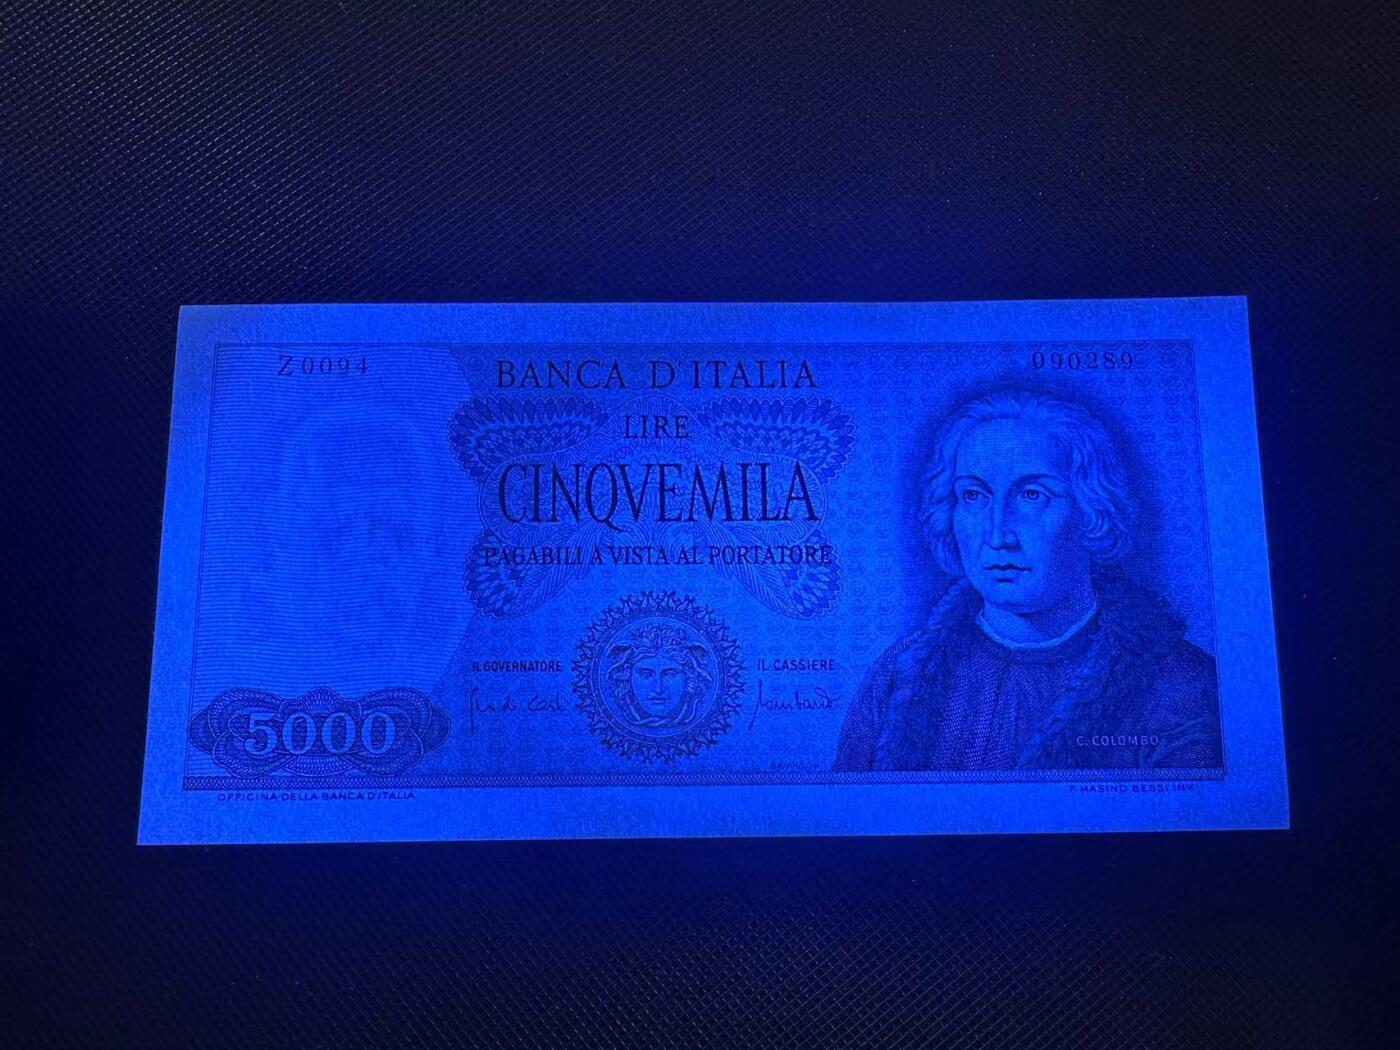 Z 0094
090289
BANCA D'ITALIA
LIRE
CINQVEMILA
PAGABILI A VISTA AL PORTATORE
IL GOVERNATORE
IL CASSIERE
5000
C. COLOMBO
OFFICINA DELLA BANCA D'ITALIA
F. MASINO BESSI INV.